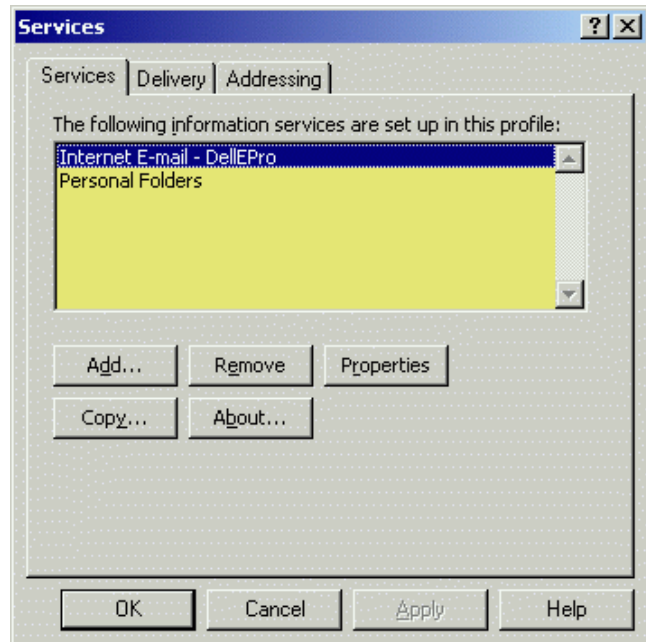 Services
Services Delivery Addressing
The following information services are set up in this profile:
Internet E-mail - DellEPro
Personal Folders
Add... Remove Properties
Copy... About...
OK Cancel Apply Help